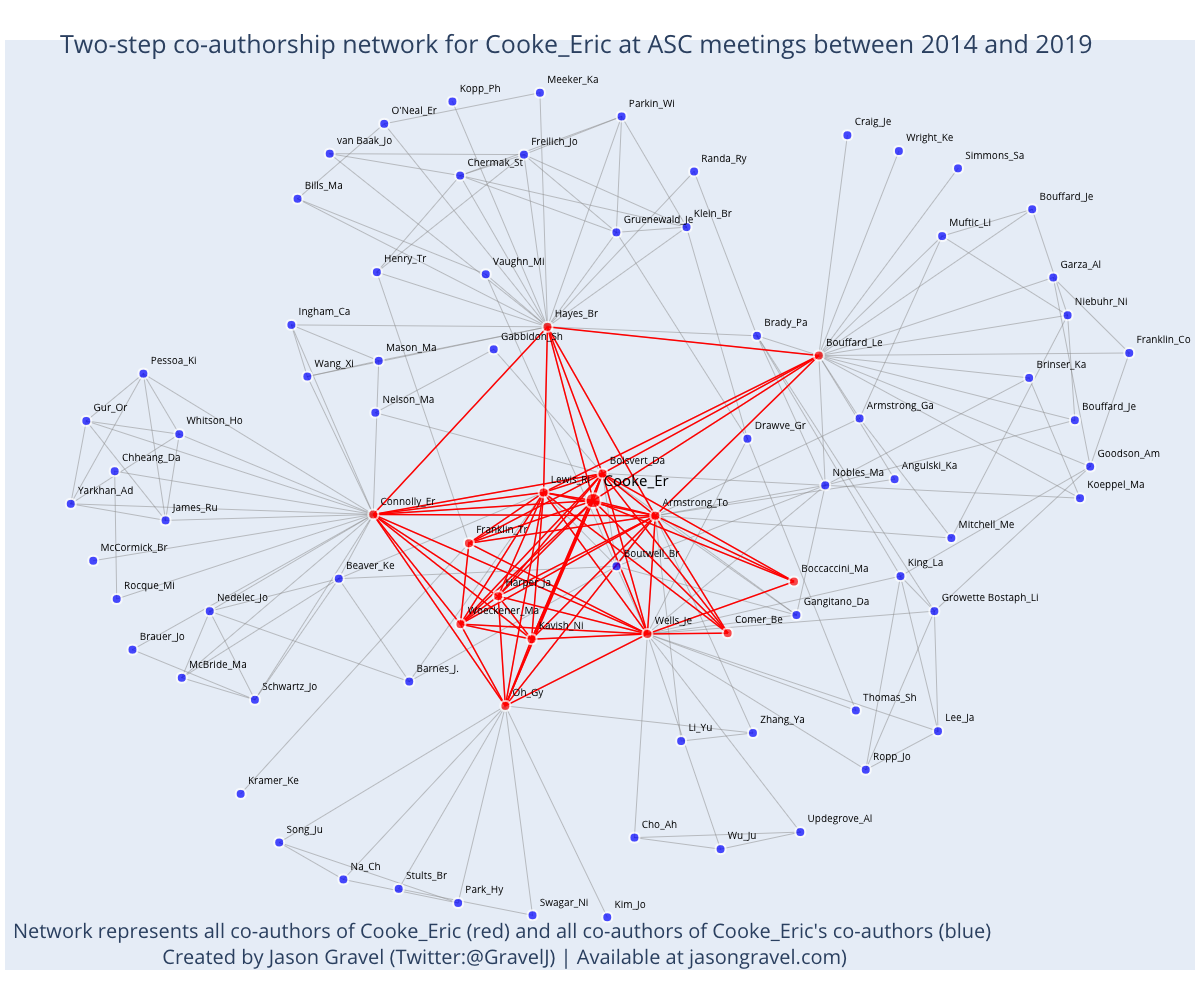 Two-step co-authorship network for Cooke_Eric at ASC meetings between 2014 and 2019
Meeker_Ka
Kopp_Ph
Parkin_Wi
O'Neal_Er
Craig_Je
Wright_Ke
van Baak_Jo
Freilich_Jo
Simmons_Sa
Chermak_St
Randa_Ry
Bills_Ma
Bouffard_Je
Gruenewald_Je
Klein_Br
Muftic_Li
Henry_Tr
Vaughn_Mi
Garza_Al
Niebuhr_Ni
Ingham_Ca
Hayes_Br
Brady_Pa
Gabbidon_Sh
Bouffard_Le
Franklin_Co
Mason_Ma
Wang_Xi
Pessoa_Ki
Brinser_Ka
Nelson_Ma
Gur_Or
Whitson_Ho
Armstrong_Ga
Bouffard_Je
Drawve_Gr
Chheang_Da
Boisvert_Da
Goodson_Am
Nobles_Ma
Angulski_Ka
Yarkhan_Ad
Lewis_Ri
Cooke_Er
Koeppel_Ma
James_Ru
Connolly_Er
Armstrong_To
Mitchell_Me
Franklin_Tr
McCormick_Br
Boutwell_Br
Beaver_Ke
Boccaccini_Ma
King_La
Rocque_Mi
Harper_Ja
Nedelec_Jo
Gangitano_Da
Growette Bostaph_Li
Woeckener_Ma
Kavish_Ni
Wells_Je
Comer_Be
Brauer_Jo
McBride_Ma
Barnes_J.
Schwartz_Jo
Oh_Gy
Thomas_Sh
Li_Yu
Zhang_Ya
Lee_Ja
Ropp_Jo
Kramer_Ke
Song_Ju
Cho_Ah
Updegrove_Al
Wu_Ju
Na_Ch
Stults_Br
Park_Hy
Swagar_Ni
Kim_Jo
Network represents all co-authors of Cooke_Eric (red) and all co-authors of Cooke_Eric's co-authors (blue)
Created by Jason Gravel (Twitter:@GravelJ) | Available at jasongravel.com)